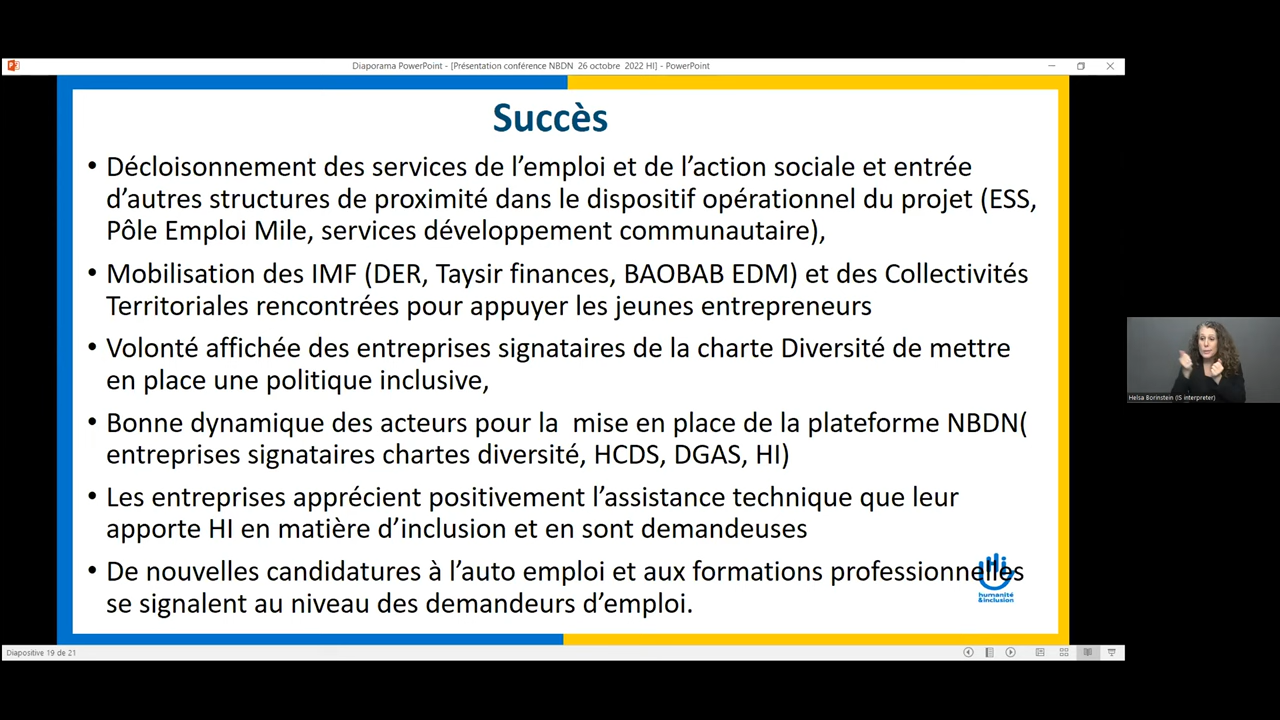 Diaporama PowerPoint - [Présentation conférence NBDN 26 octobre 2022 HI] - PowerPoint
Succès
• Décloisonnement des services de l’emploi et de l’action sociale et entrée
d’autres structures de proximité dans le dispositif opérationnel du projet (ESS,
Pôle Emploi Mile, services développement communautaire),
• Mobilisation des IMF (DER, Taysir finances, BAOBAB EDM) et des Collectivités
Territoriales rencontrées pour appuyer les jeunes entrepreneurs
• Volonté affichée des entreprises signataires de la charte Diversité de mettre
en place une politique inclusive,
• Bonne dynamique des acteurs pour la  mise en place de la plateforme NBDN(
entreprises signataires chartes diversité, HCDS, DGAS, HI)
• Les entreprises apprécient positivement l’assistance technique que leur
apporte HI en matière d’inclusion et en sont demandeuses
• De nouvelles candidatures à l’auto emploi et aux formations professionnelles
se signalent au niveau des demandeurs d’emploi.
Hi
humanité
&inclusion
Helsa Borinstein (IS interpreter)
Diapositive 19 de 21